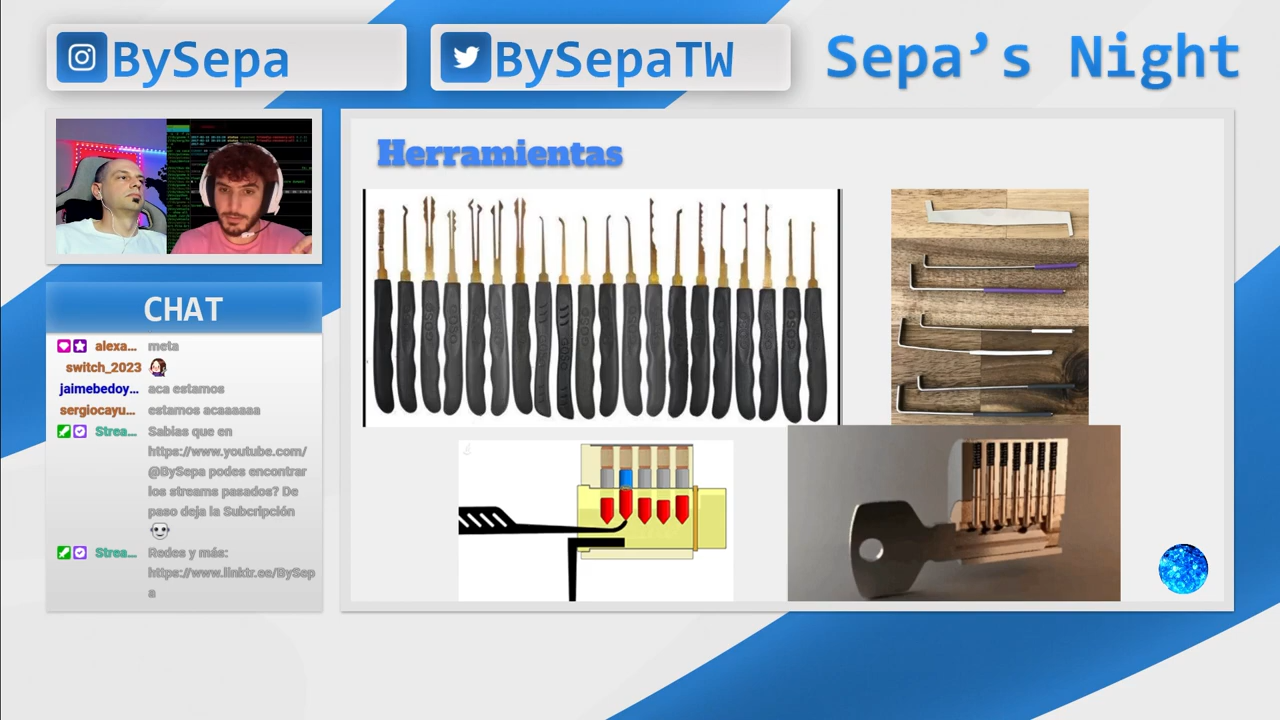 BySepa
BySepaTW
Sepa’s Night
CHAT
alexa... meta
switch_2023
jaimebedoy... aca estamos
sergiocayu... estamos acaaaaaa
Strea... Sabias que en
https://www.youtube.com/
@BySepa podes encontrar
los streams pasados? De
paso deja la Subcripción
Strea... Redes y más:
https://www.linktr.ee/BySep
a
Herramientas
GOSO